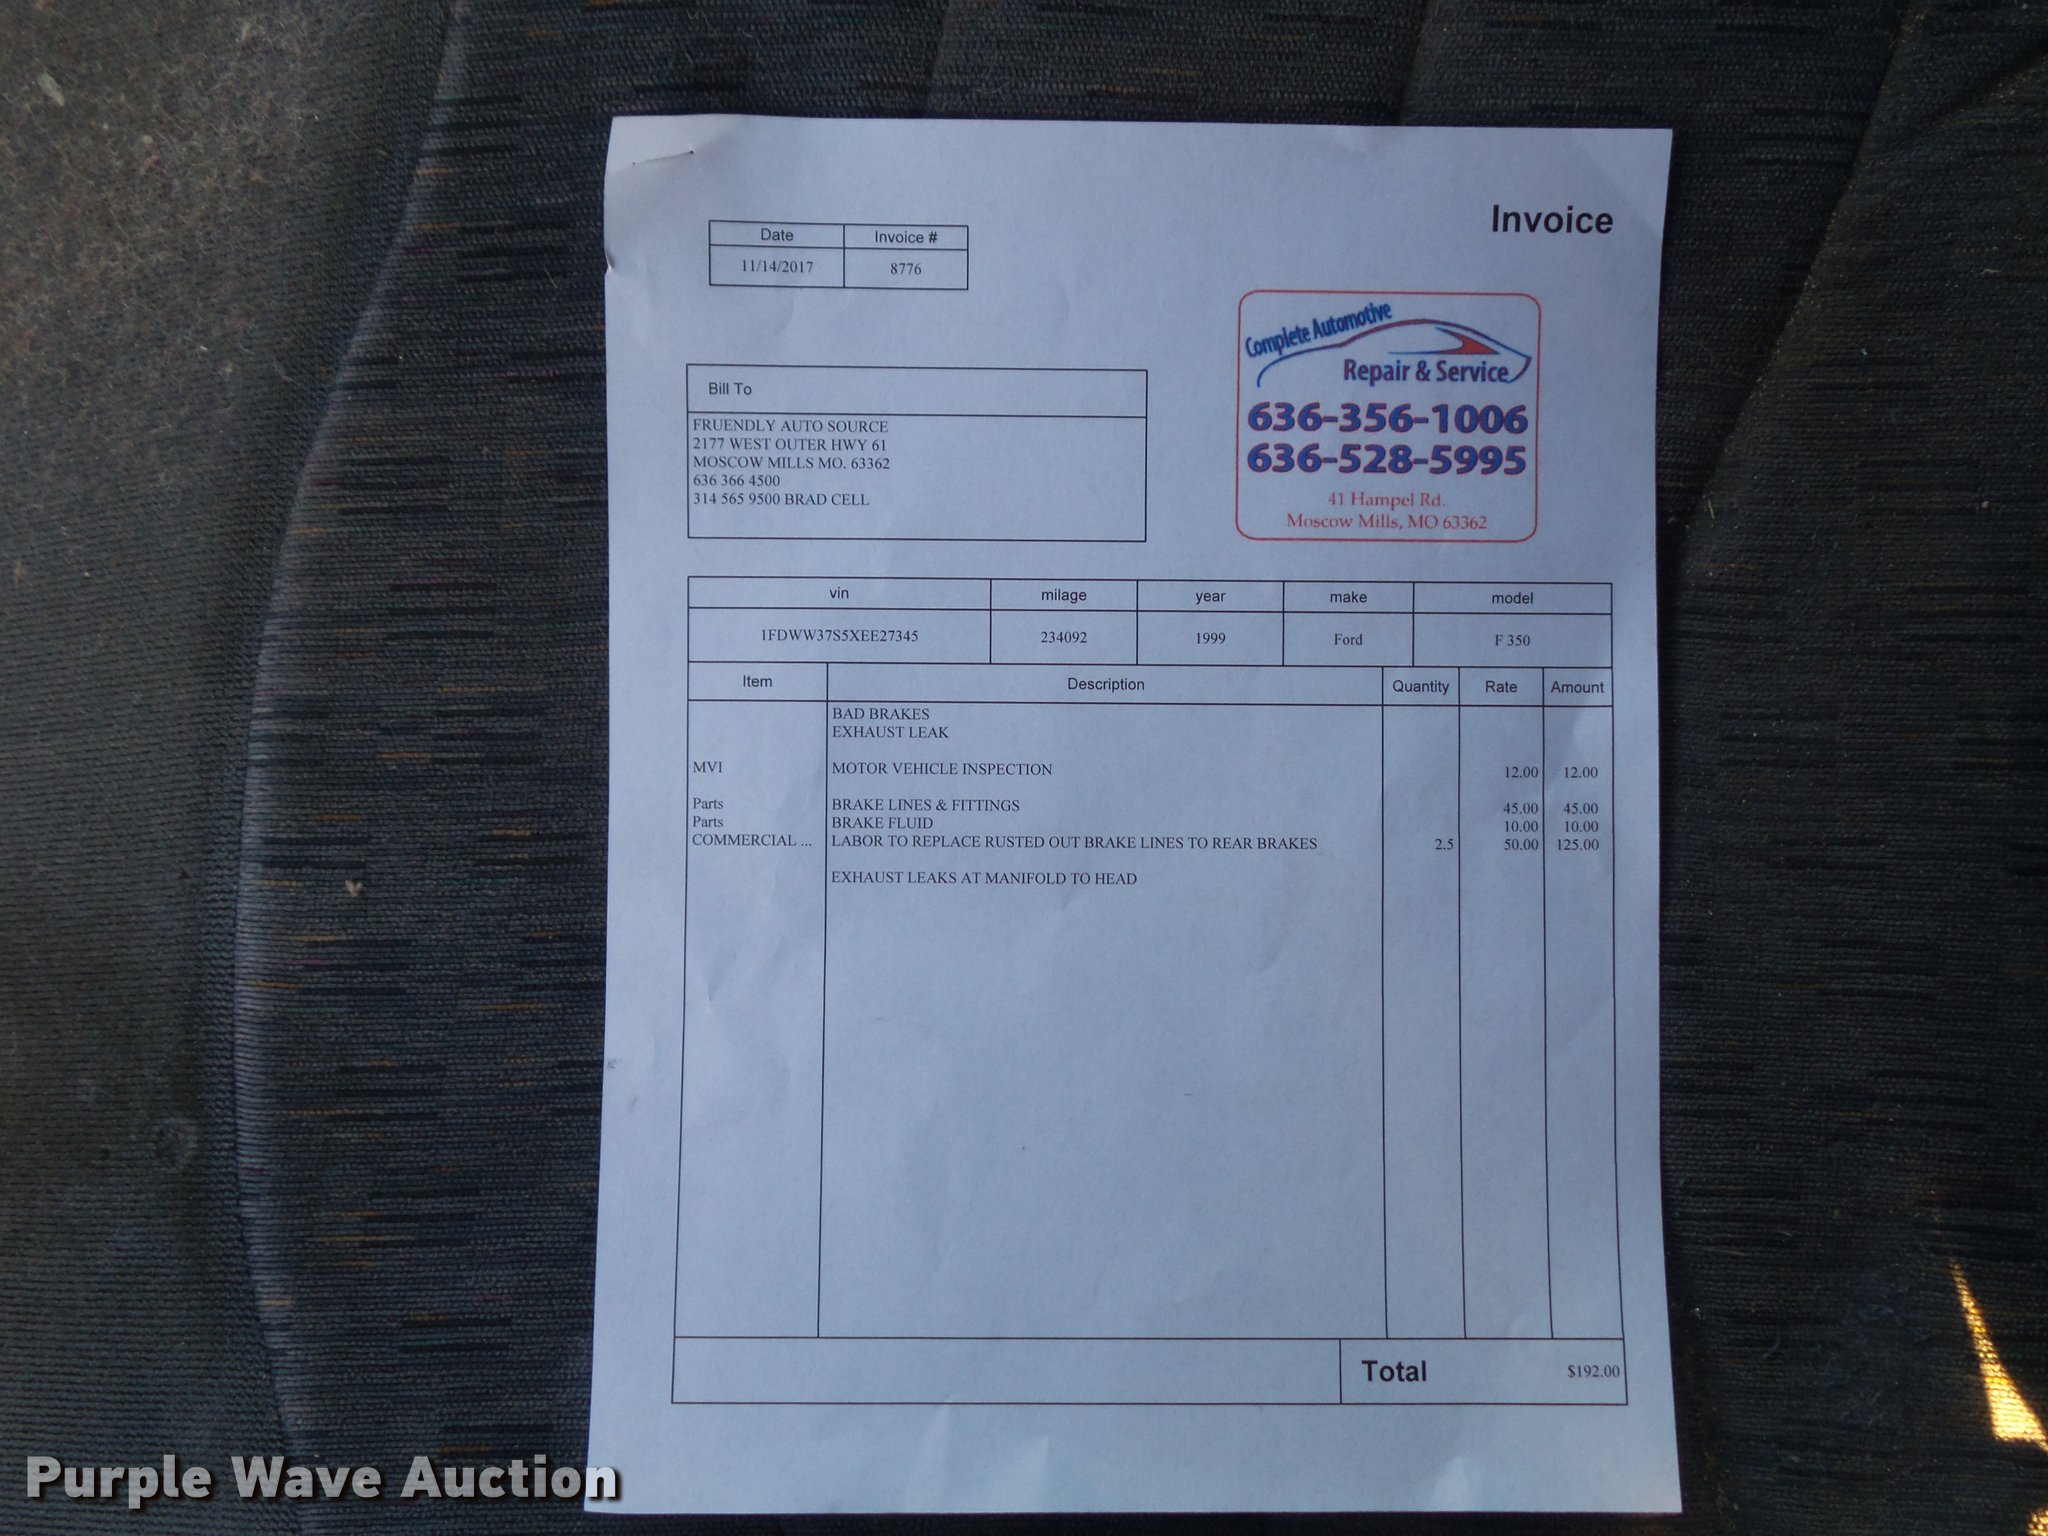 Invoice
Date Invoice #
11/14/2017 8776
Complete Automotive
Repair & Service
636-356-1006
636-528-5995
41 Hampel Rd.
Moscow Mills, MO 63362
Bill To
FRUENDLY AUTO SOURCE
2177 WEST OUTER HWY 61
MOSCOW MILLS MO. 63362
636 366 4500
314 565 9500 BRAD CELL
vin milage year make model
1FDWW37S5XEE27345 234092 1999 Ford F 350
Item Description Quantity Rate Amount
BAD BRAKES
EXHAUST LEAK
MVI MOTOR VEHICLE INSPECTION 12.00 12.00
Parts BRAKE LINES & FITTINGS 45.00 45.00
Parts BRAKE FLUID 10.00 10.00
COMMERCIAL ... LABOR TO REPLACE RUSTED OUT BRAKE LINES TO REAR BRAKES 2.5 50.00 125.00
EXHAUST LEAKS AT MANIFOLD TO HEAD
Total $192.00
Purple Wave Auction